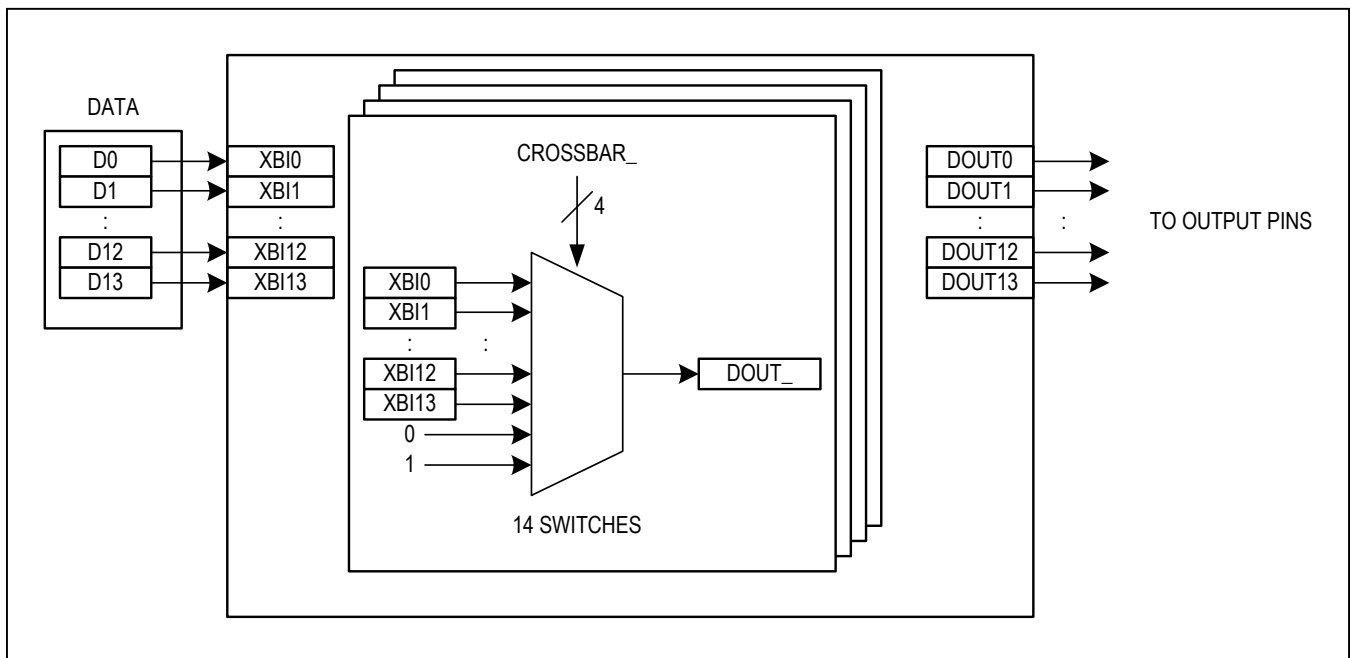 DATA
D0
D1
:
D12
D13
XBI0
XBI1
:
XBI12
XBI13
CROSSBAR_
4
XBI0
XBI1
: :
XBI12
XBI13
0
1
DOUT_
14 SWITCHES
DOUT0
DOUT1
: :
DOUT12
DOUT13
TO OUTPUT PINS